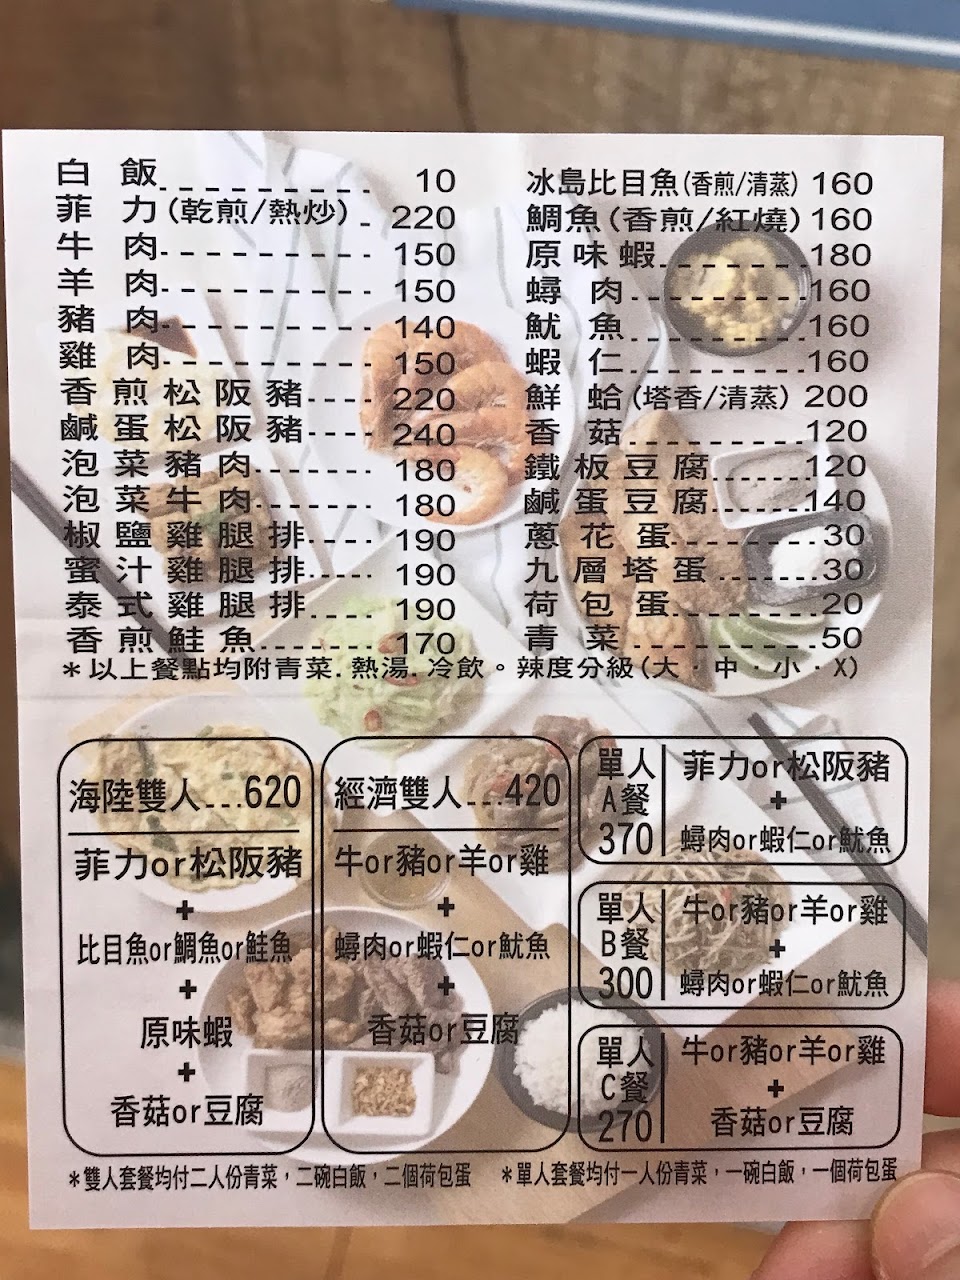 白飯 10
菲力(乾煎/熱炒) 220
牛肉 150
羊肉 150
豬肉 140
雞肉 150
香煎松阪豬 220
鹹蛋松阪豬 240
泡菜豬肉 180
泡菜牛肉 180
椒鹽雞腿排 190
蜜汁雞腿排 190
泰式雞腿排 190
香煎鮭魚 170
冰島比目魚(香煎/清蒸) 160
鯛魚(香煎/紅燒) 160
原味蝦 180
蟳肉 160
魷魚 160
蝦仁 160
鮮蛤(塔香/清蒸) 200
香菇 120
鐵板豆腐 120
鹹蛋豆腐 140
蔥花蛋 30
九層塔蛋 30
荷包蛋 20
青菜 50
*以上餐點均附青菜.熱湯.冷飲。辣度分級(大·中·小·X)
海陸雙人...620
菲力or松阪豬
+
比目魚or鯛魚or鮭魚
+
原味蝦
+
香菇or豆腐
經濟雙人...420
牛or豬or羊or雞
+
蟳肉or蝦仁or魷魚
+
香菇or豆腐
單人
A餐
370
菲力or松阪豬
+
蟳肉or蝦仁or魷魚
單人
B餐
300
牛or豬or羊or雞
+
蟳肉or蝦仁or魷魚
單人
C餐
270
牛or豬or羊or雞
+
香菇or豆腐
*雙人套餐均付二人份青菜，二碗白飯，二個荷包蛋
*單人套餐均付一人份青菜，一碗白飯，一個荷包蛋